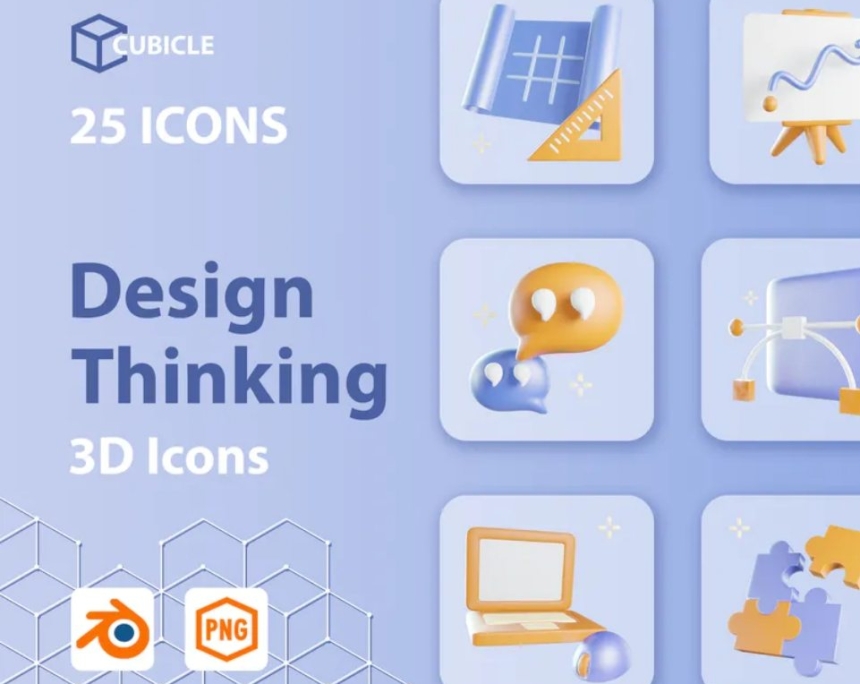 CUBICLE
25 ICONS
Design
Thinking
3D Icons
PNG